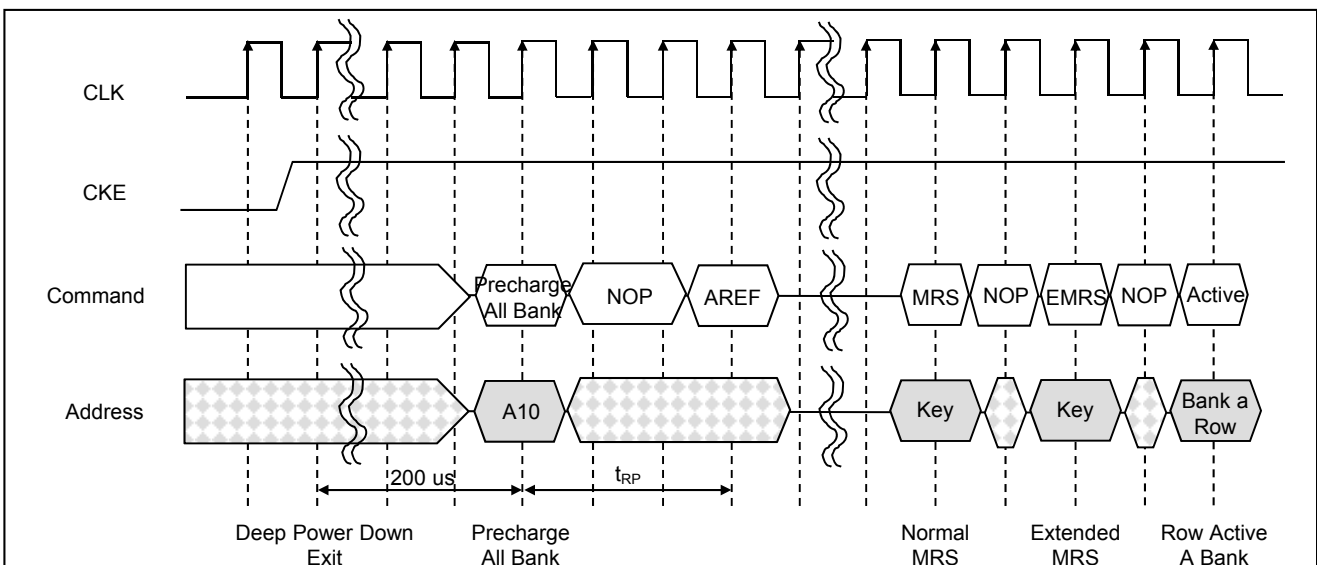 CLK
CKE
Command
Precharge
All Bank
NOP
AREF
MRS
NOP
EMRS
NOP
Active
Address
A10
Key
Key
Bank a
Row
200 us
tRP
Deep Power Down
Exit
Precharge
All Bank
Normal
MRS
Extended
MRS
Row Active
A Bank